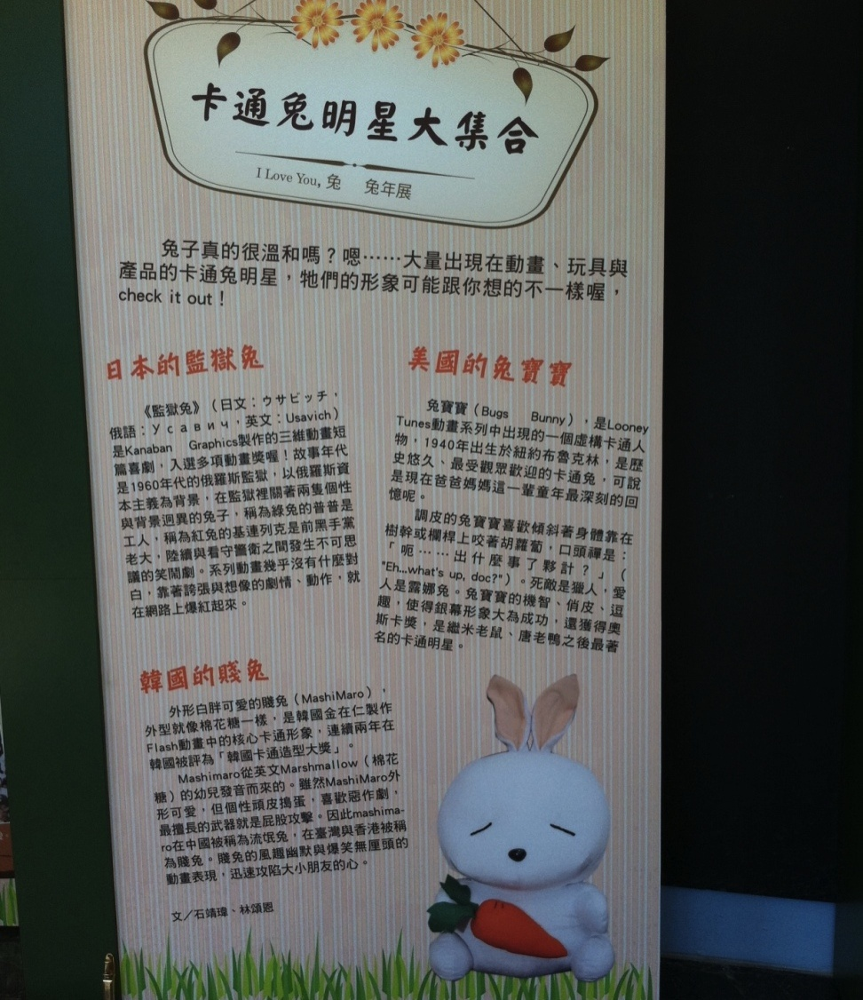 卡通兔明星大集合
I Love You, 兔　兔年展
兔子真的很溫和嗎？嗯……大量出現在動畫、玩具與
產品的卡通兔明星，牠們的形象可能跟你想的不一樣喔，
check it out！
日本的監獄兔
《監獄兔》（日文：ウサビッチ，
俄語：Усавич，英文：Usavich）
是Kanaban　Graphics製作的三維動畫短
篇喜劇，入選多項動畫獎喔！故事年代
是1960年代的俄羅斯監獄，以俄羅斯資
本主義為背景，在監獄裡關著兩隻個性
與背景迥異的兔子，稱為綠兔的普普是
工人，稱為紅兔的基連列克是前黑手黨
老大，陸續與看守警衛之間發生不可思
議的笑鬧劇。系列動畫幾乎沒有什麼對
白，靠著誇張與想像的劇情、動作，就
在網路上爆紅起來。
美國的兔寶寶
兔寶寶（Bugs　Bunny），是Looney
Tunes動畫系列中出現的一個虛構卡通人
物，1940年出生於紐約布魯克林，是歷
史悠久、最受觀眾歡迎的卡通兔，可說
是現在爸爸媽媽這一輩童年最深刻的回
憶呢。
調皮的兔寶寶喜歡傾斜著身體靠在
樹幹或欄桿上咬著胡蘿蔔，口頭禪是：
「呃……出什麼事了夥計？」（
"Eh...what's up, doc?"）。死敵是獵人，愛
人是露娜兔。兔寶寶的機智、俏皮、逗
趣，使得銀幕形象大為成功，還獲得奧
斯卡獎，是繼米老鼠、唐老鴨之後最著
名的卡通明星。
韓國的賤兔
外形白胖可愛的賤兔（MashiMaro），
外型就像棉花糖一樣，是韓國金在仁製作
Flash動畫中的核心卡通形象，連續兩年在
韓國被評為「韓國卡通造型大獎」。
Mashimaro從英文Marshmallow（棉花
糖）的幼兒發音而來的。雖然MashiMaro外
形可愛，但個性頑皮搗蛋，喜歡惡作劇，
最擅長的武器就是屁股攻擊。因此mashima-
ro在中國被稱為流氓兔，在臺灣與香港被稱
為賤兔。賤兔的風趣幽默與爆笑無厘頭的
動畫表現，迅速攻陷大小朋友的心。
文／石靖瑋、林頌恩